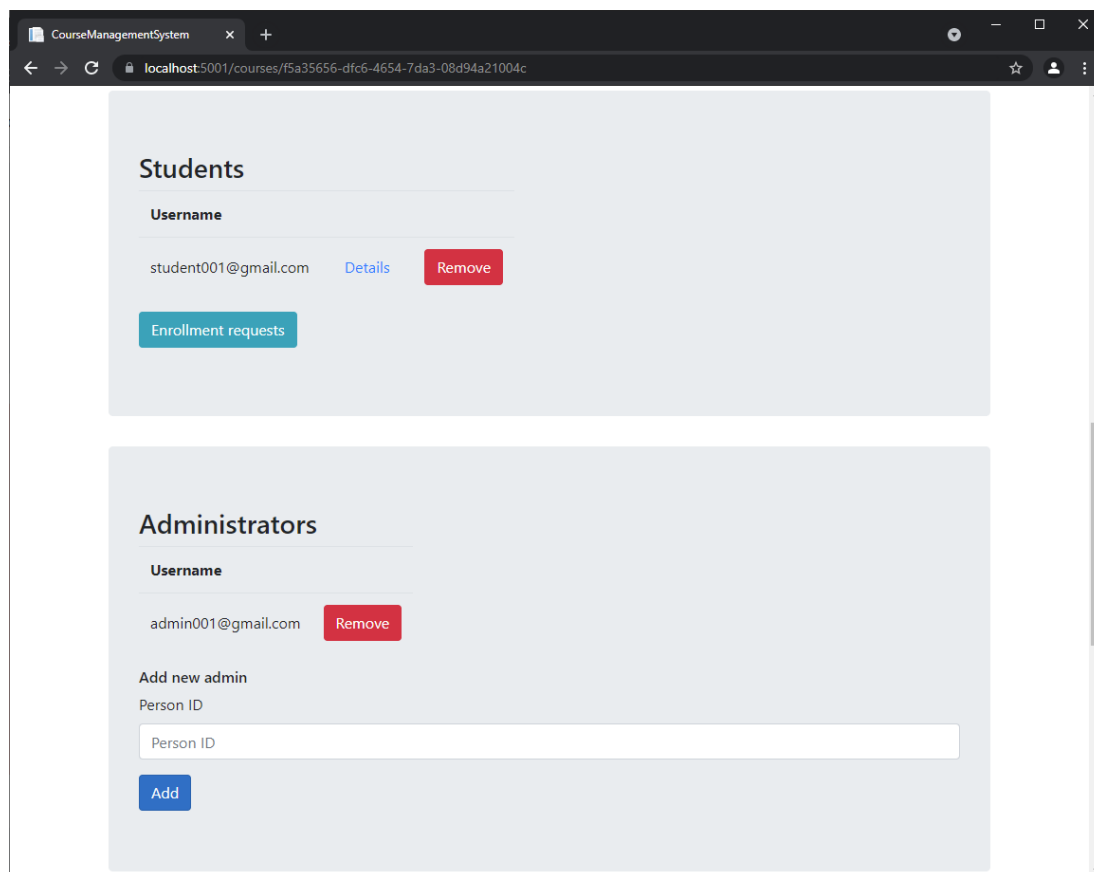 CourseManagementSystem
localhost:5001/courses/f5a35656-dfc6-4654-7da3-08d94a21004c
Students
Username
student001@gmail.com Details Remove
Enrollment requests
Administrators
Username
admin001@gmail.com Remove
Add new admin
Person ID
Person ID
Add